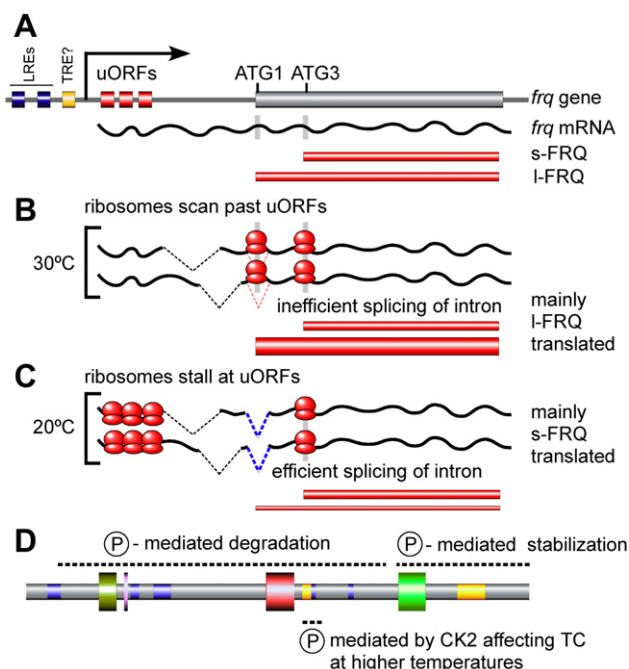 A
LREs
TRE?
uORFs
ATG1
ATG3
frq gene
frq mRNA
s-FRQ
l-FRQ
B
ribosomes scan past uORFs
30ºC
inefficient splicing of intron
mainly
l-FRQ
translated
C
ribosomes stall at uORFs
20ºC
mainly
s-FRQ
translated
efficient splicing of intron
D
P - mediated degradation
P - mediated stabilization
P mediated by CK2 affecting TC
at higher temperatures